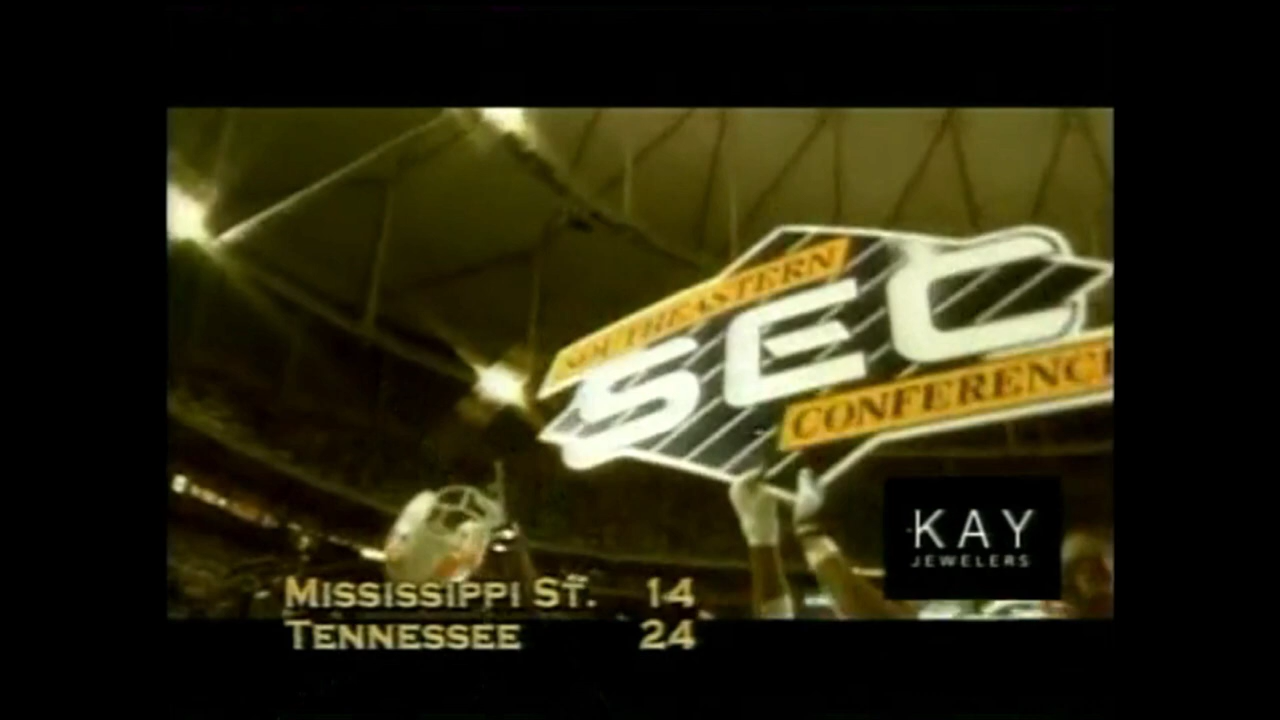 SOUTHEASTERN
SEC
CONFERENCE
KAY
JEWELERS
MISSISSIPPI ST. 14
TENNESSEE 24